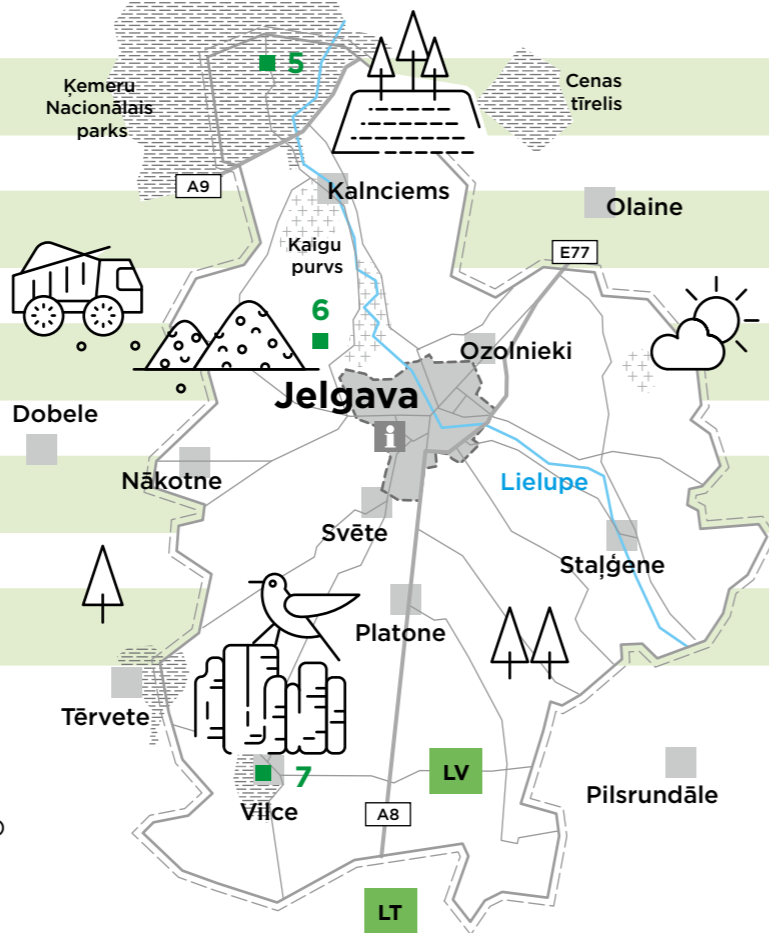 5
Ķemeru
Nacionālais
parks
Cenas
tīrelis
A9
Kalnciems
Olaine
Kaigu
purvs
E77
6
Ozolnieki
Jelgava
i
Dobele
Nākotne
Lielupe
Svēte
Staļģene
Platone
Tērvete
7
LV
Vilce
A8
Pilsrundāle
LT